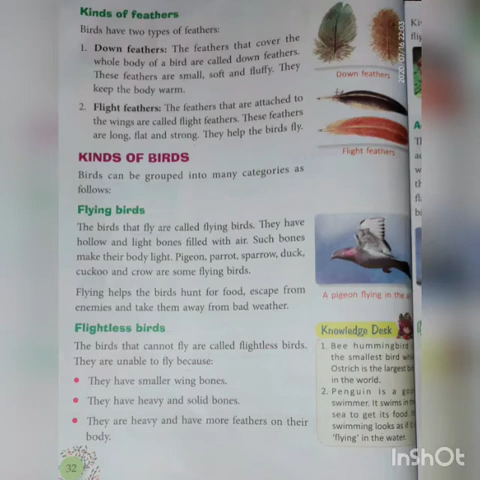 Kinds of feathers
Birds have two types of feathers:
1. Down feathers: The feathers that cover the
whole body of a bird are called down feathers.
These feathers are small, soft and fluffy. They
keep the body warm.
2. Flight feathers: The feathers that are attached to
the wings are called flight feathers. These feathers
are long, flat and strong. They help the birds fly.
Down feathers
Flight feathers
2020/07/16 22:03
KINDS OF BIRDS
Birds can be grouped into many categories as
follows:
Flying birds
The birds that fly are called flying birds. They have
hollow and light bones filled with air. Such bones
make their body light. Pigeon, parrot, sparrow, duck,
cuckoo and crow are some flying birds.
Flying helps the birds hunt for food, escape from
enemies and take them away from bad weather.
A pigeon flying in the
Flightless birds
The birds that cannot fly are called flightless birds.
They are unable to fly because:
• They have smaller wing bones.
• They have heavy and solid bones.
• They are heavy and have more feathers on their
body.
Knowledge Desk
1. Bee hummingbird
the smallest bird
Ostrich is the largest
in the world.
2. Penguin is a
swimmer. It swims in
sea to get its food.
swimming looks as if
'flying' in the water.
32
InShOt